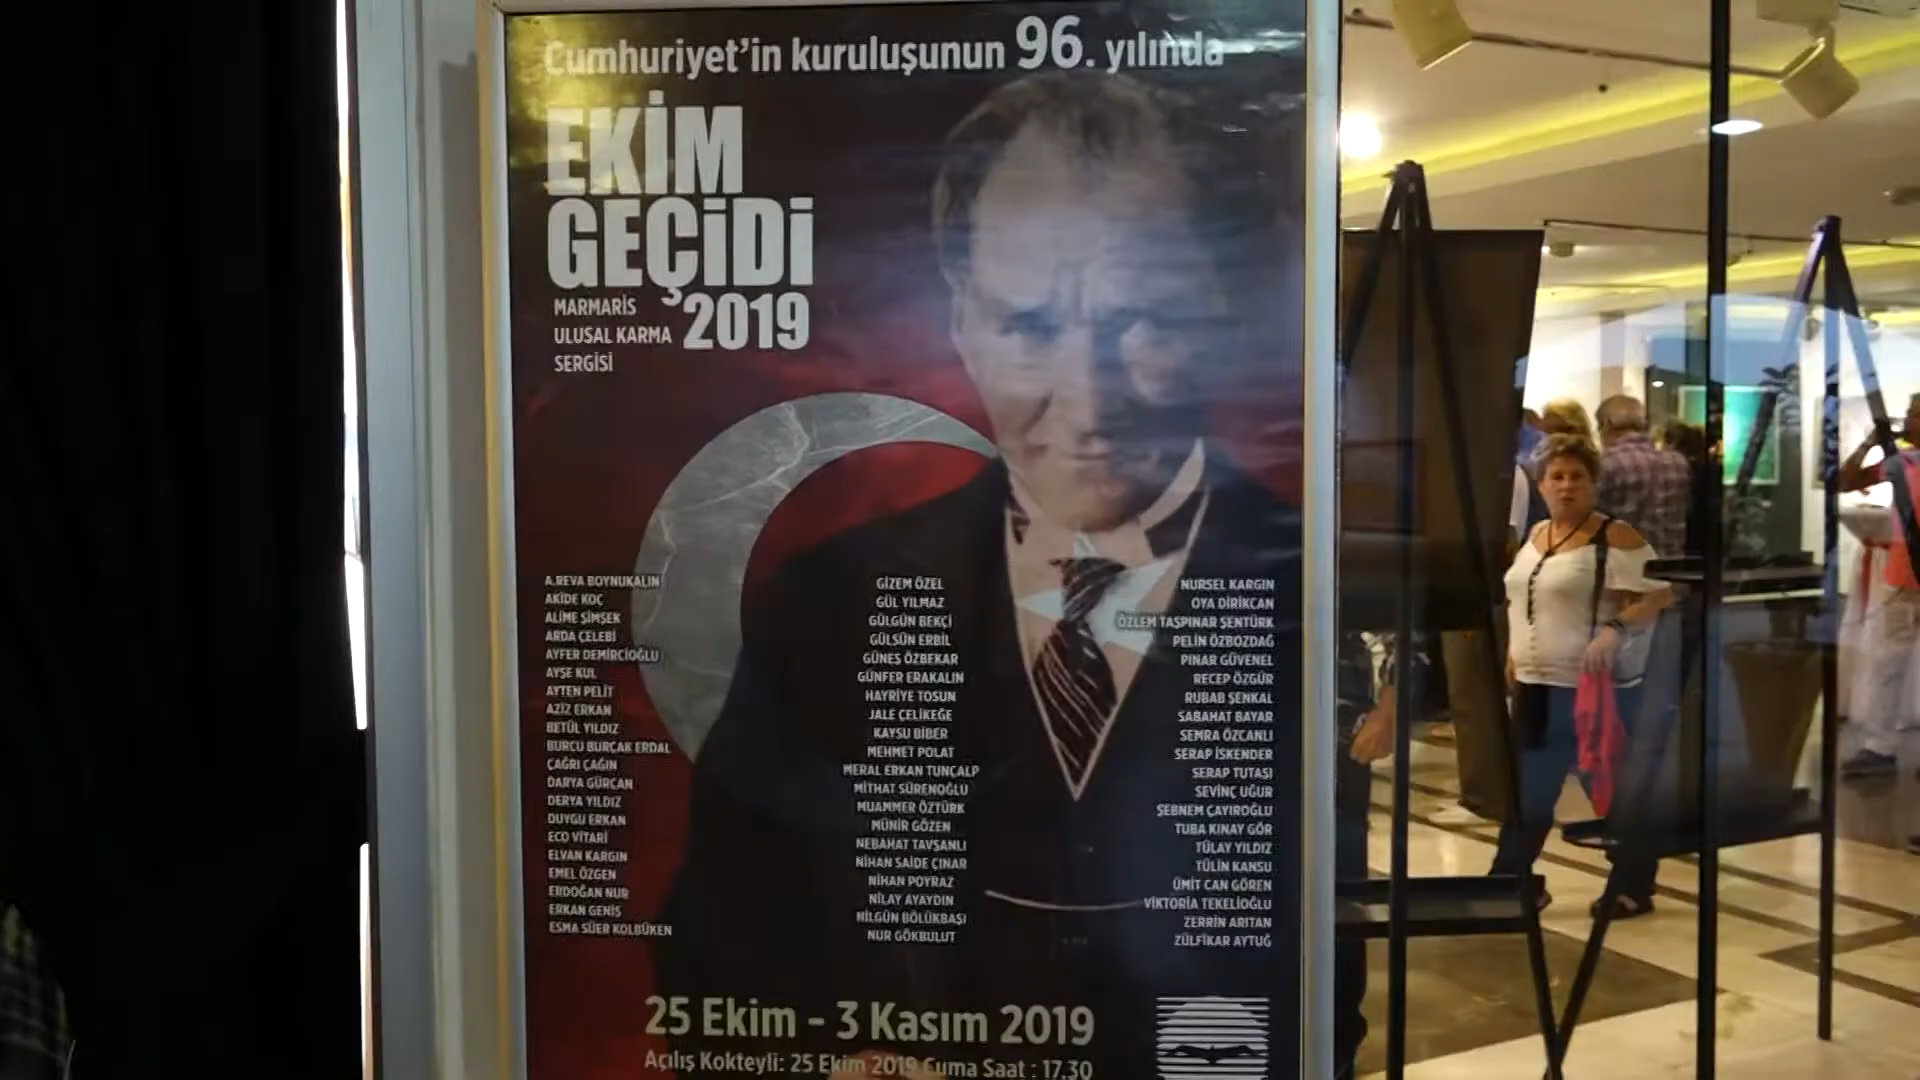 Cumhuriyet'in kuruluşunun 96. yılında
EKİM
GEÇİDİ
2019
MARMARİS
ULUSAL KARMA
SERGİSİ
A.REVA BOYNUKALIN
AKİDE KOÇ
ALİME ŞİMŞEK
ARDA ÇELEBİ
AYFER DEMİRCİOĞLU
AYŞE KUL
AYTEN PELİT
AZİZ ERKAN
BETÜL YILDIZ
BURCU BURÇAK ERDAL
ÇAĞRI ÇAĞIN
DARYA GÜRCAN
DERYA YILDIZ
DUYGU ERKAN
ECO VİTARİ
ELVAN KARGIN
EMEL ÖZGEN
ERDOĞAN NUR
ERKAN GENİŞ
ESMA SÜER KOLBÜKEN
GİZEM ÖZEL
GÜL YILMAZ
GÜLGÜN BEKÇİ
GÜLSÜN ERBİL
GÜNEŞ ÖZBEKAR
GÜNFER ERAKALIN
HAYRİYE TOSUN
JALE ÇELİKEĞE
KAYSU BİBER
MEHMET POLAT
MERAL ERKAN TUNÇALP
MİTHAT SÜRENOĞLU
MUAMMER ÖZTÜRK
MÜNİR GÖZEN
NEBAHAT TAVŞANLI
NİHAN SAİDE ÇINAR
NİHAN POYRAZ
NİLAY AYAYDIN
NİLGÜN BÖLÜKBAŞI
NUR GÖKBULUT
NURSEL KARGIN
OYA DİRİKCAN
ÖZLEM TAŞPINAR ŞENTÜRK
PELİN ÖZBOZDAĞ
PINAR GÜVENEL
RECEP ÖZGÜR
RUBAB ŞENKAL
SABAHAT BAYAR
SEMRA ÖZCANLI
SERAP İSKENDER
SERAP TUTAŞI
SEVİNÇ UĞUR
ŞEBNEM ÇAYIROĞLU
TUBA KINAY GÖR
TÜLAY YILDIZ
TÜLİN KANSU
ÜMİT CAN GÖREN
VİKTORİA TEKELİOĞLU
ZERRİN ARITAN
ZÜLFİKAR AYTUĞ
25 Ekim - 3 Kasım 2019
Açılış Kokteyli: 25 Ekim 2019 Cuma Saat : 17.30